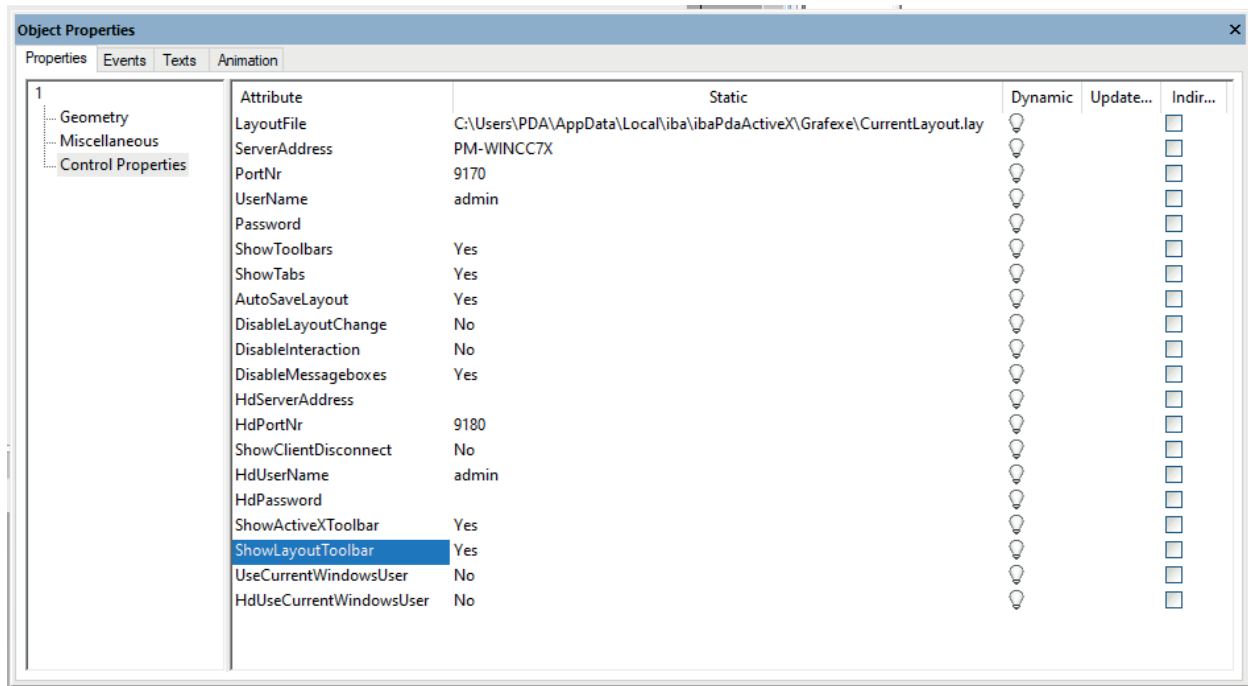 Object Properties
Properties Events Texts Animation
1
Geometry
Miscellaneous
Control Properties
Attribute Static Dynamic Update... Indir...
LayoutFile C:\Users\PDA\AppData\Local\iba\ibaPdaActiveX\Grafexe\CurrentLayout.lay
ServerAddress PM-WINCC7X
PortNr 9170
UserName admin
Password
ShowToolbars Yes
ShowTabs Yes
AutoSaveLayout Yes
DisableLayoutChange No
DisableInteraction No
DisableMessageboxes Yes
HdServerAddress
HdPortNr 9180
ShowClientDisconnect No
HdUserName admin
HdPassword
ShowActiveXToolbar Yes
ShowLayoutToolbar Yes
UseCurrentWindowsUser No
HdUseCurrentWindowsUser No